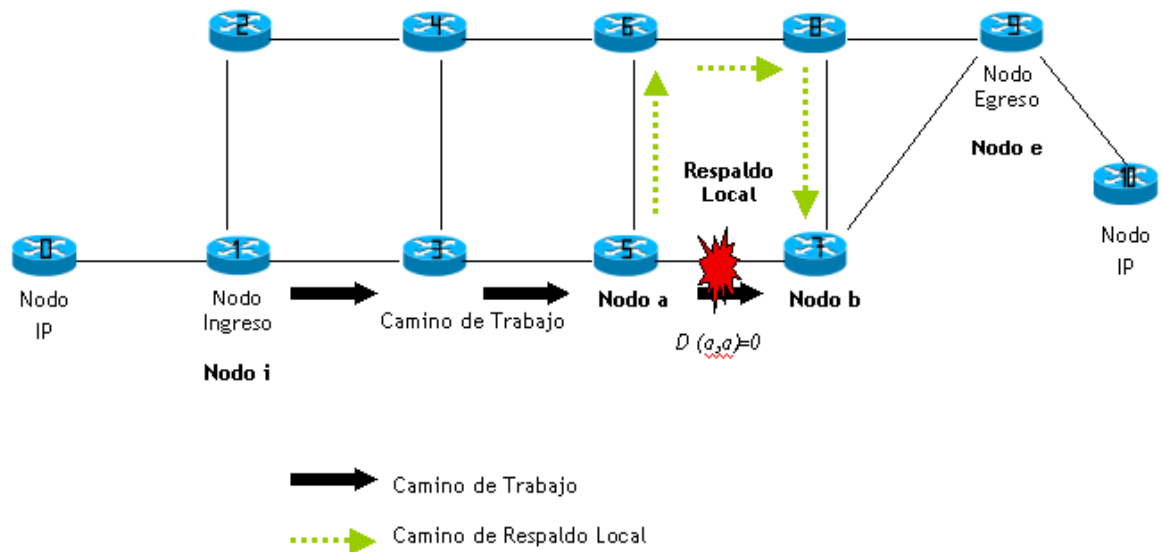 2
4
6
8
9
Nodo
Egreso
Nodo e
Respaldo
Local
10
Nodo
IP
0
1
3
5
7
Nodo
IP
Nodo
Ingreso
Nodo i
Camino de Trabajo
Nodo a
Nodo b
D (a,a)=0
Camino de Trabajo
Camino de Respaldo Local